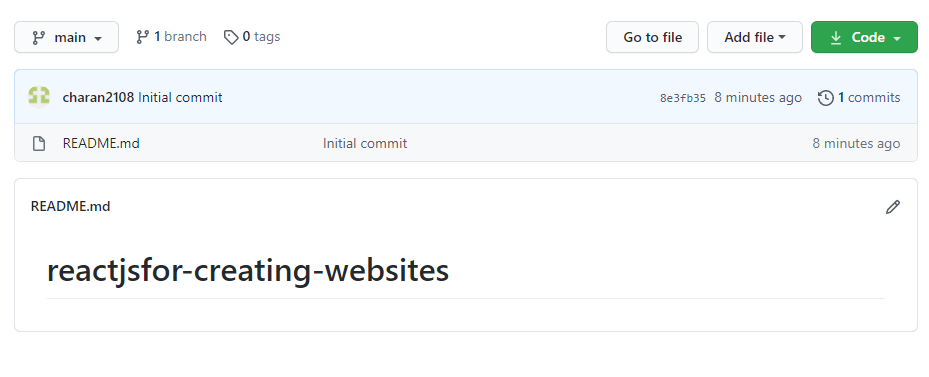 main 1 branch 0 tags Go to file Add file Code
charan2108 Initial commit 8e3fb35 8 minutes ago 1 commits
README.md Initial commit 8 minutes ago
README.md
reactjsfor-creating-websites